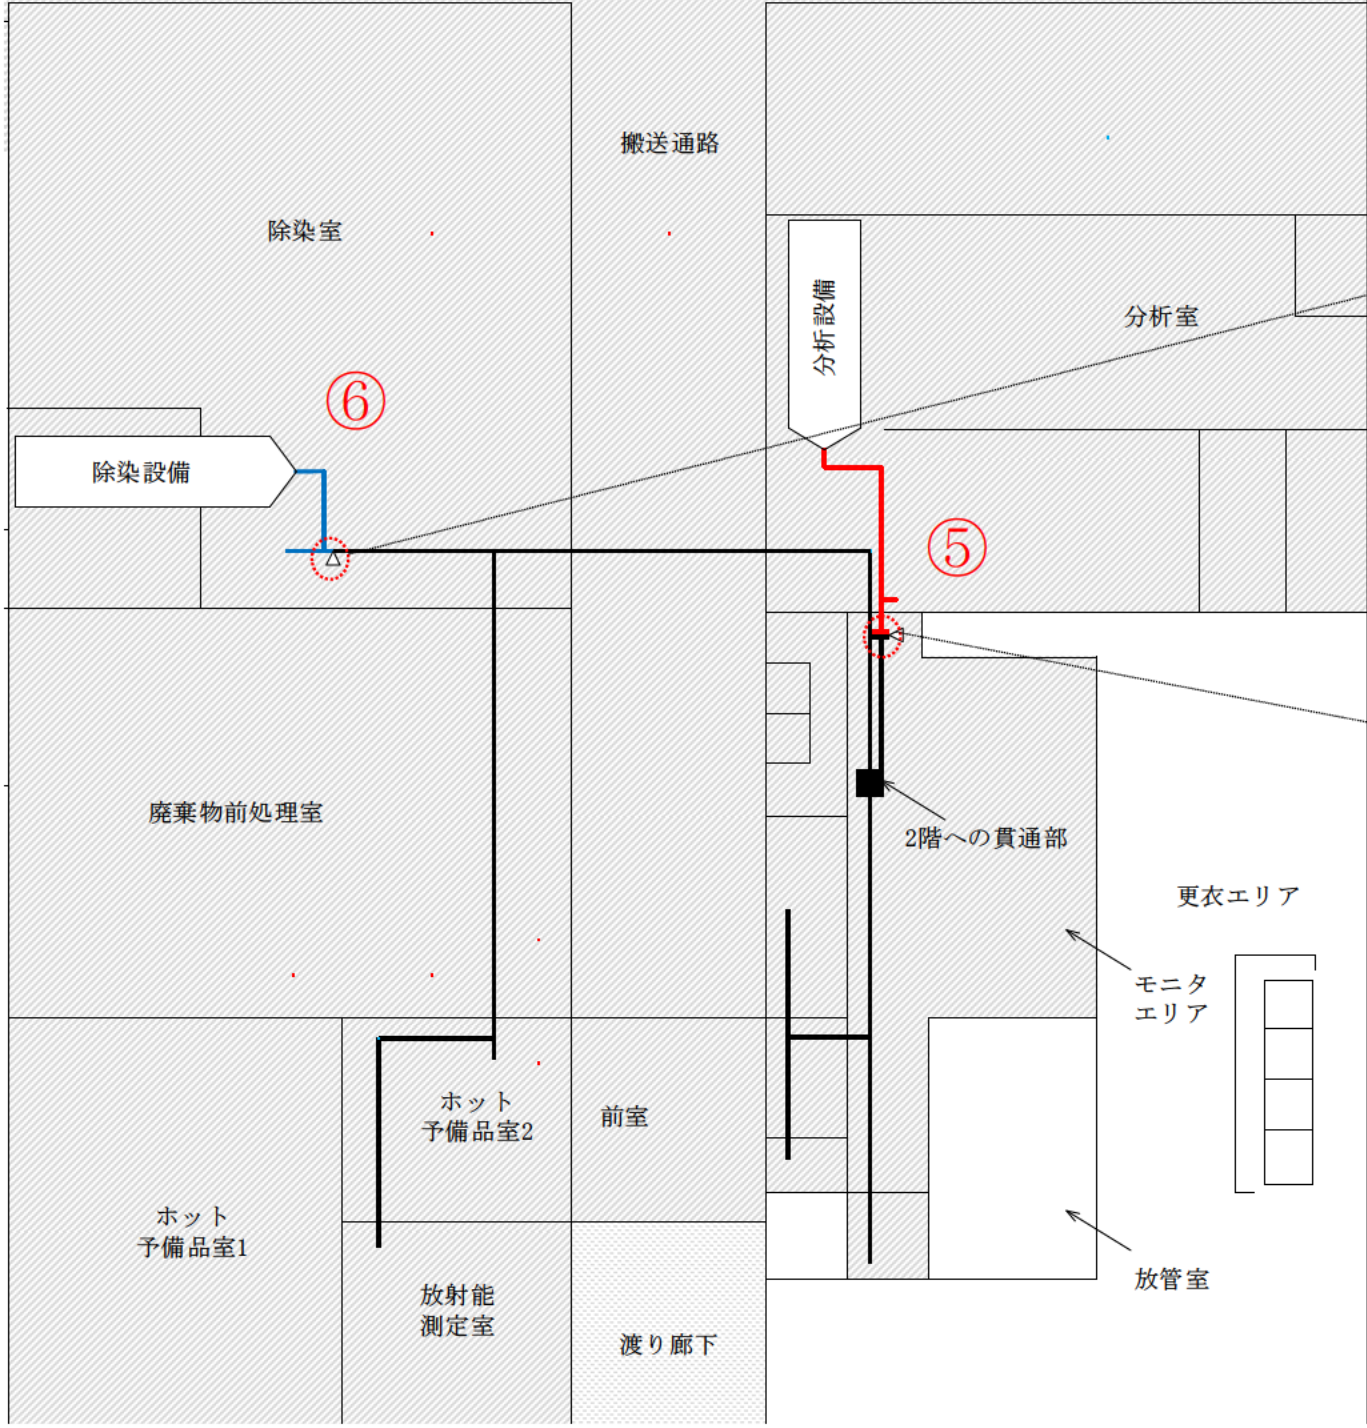 搬送通路
除染室
分析設備
分析室
⑥
除染設備
⑤
廃棄物前処理室
2階への貫通部
更衣エリア
モニタ
エリア
ホット
予備品室2
前室
ホット
予備品室1
放管室
放射能
測定室
渡り廊下